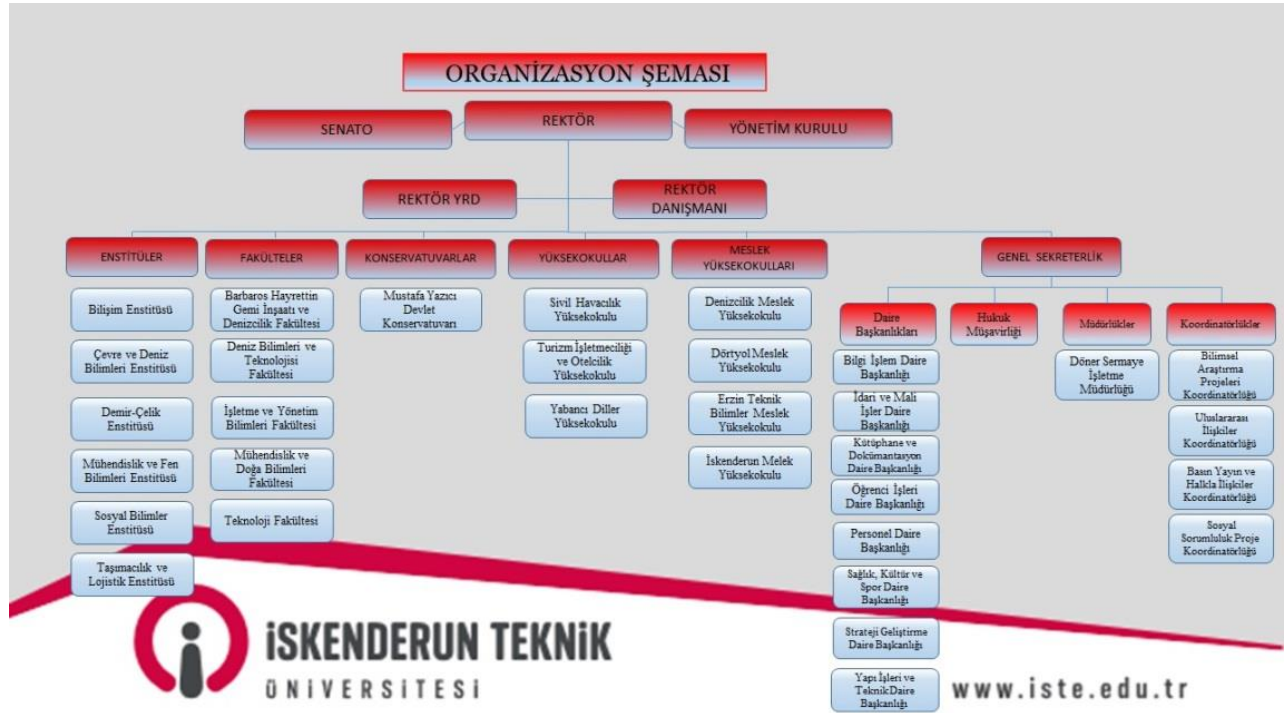 ORGANİZASYON ŞEMASI
SENATO
REKTÖR
YÖNETİM KURULU
REKTÖR YRD
REKTÖR
DANIŞMANI
ENSTİTÜLER
Bilişim Enstitüsü
Çevre ve Deniz
Bilimleri Enstitüsü
Demir-Çelik
Enstitüsü
Mühendislik ve Fen
Bilimleri Enstitüsü
Sosyal Bilimler
Enstitüsü
Taşımacılık ve
Lojistik Enstitüsü
FAKÜLTELER
Barbaros Hayrettin
Gemi İnşaatı ve
Denizcilik Fakültesi
Deniz Bilimleri ve
Teknolojisi
Fakültesi
İşletme ve Yönetim
Bilimleri Fakültesi
Mühendislik ve
Doğa Bilimleri
Fakültesi
Teknoloji Fakültesi
KONSERVATUVARLAR
Mustafa Yazıcı
Devlet
Konservatuvarı
YÜKSEKOKULLAR
Sivil Havacılık
Yüksekokulu
Turizm İşletmeciliği
ve Otelcilik
Yüksekokulu
Yabancı Diller
Yüksekokulu
MESLEK
YÜKSEKOKULLARI
Denizcilik Meslek
Yüksekokulu
Dörtyol Meslek
Yüksekokulu
Erzin Teknik
Bilimler Meslek
Yüksekokulu
İskenderun Melek
Yüksekokulu
GENEL SEKRETERLİK
Daire
Başkanlıkları
Bilgi İşlem Daire
Başkanlığı
İdari ve Mali
İşler Daire
Başkanlığı
Kütüphane ve
Dokümantasyon
Daire Başkanlığı
Öğrenci İşleri
Daire Başkanlığı
Personel Daire
Başkanlığı
Sağlık, Kültür ve
Spor Daire
Başkanlığı
Strateji Geliştirme
Daire Başkanlığı
Yapı İşleri ve
Teknik Daire
Başkanlığı
Hukuk
Müşavirliği
Müdürlükler
Döner Sermaye
İşletme
Müdürlüğü
Koordinatörlükler
Bilimsel
Araştırma
Projeleri
Koordinatörlüğü
Uluslararası
İlişkiler
Koordinatörlüğü
Basın Yayın ve
Halkla İlişkiler
Koordinatörlüğü
Sosyal
Sorumluluk Proje
Koordinatörlüğü
iSKENDERUN TEKNiK
ÜNiVERSiTESi
www.iste.edu.tr